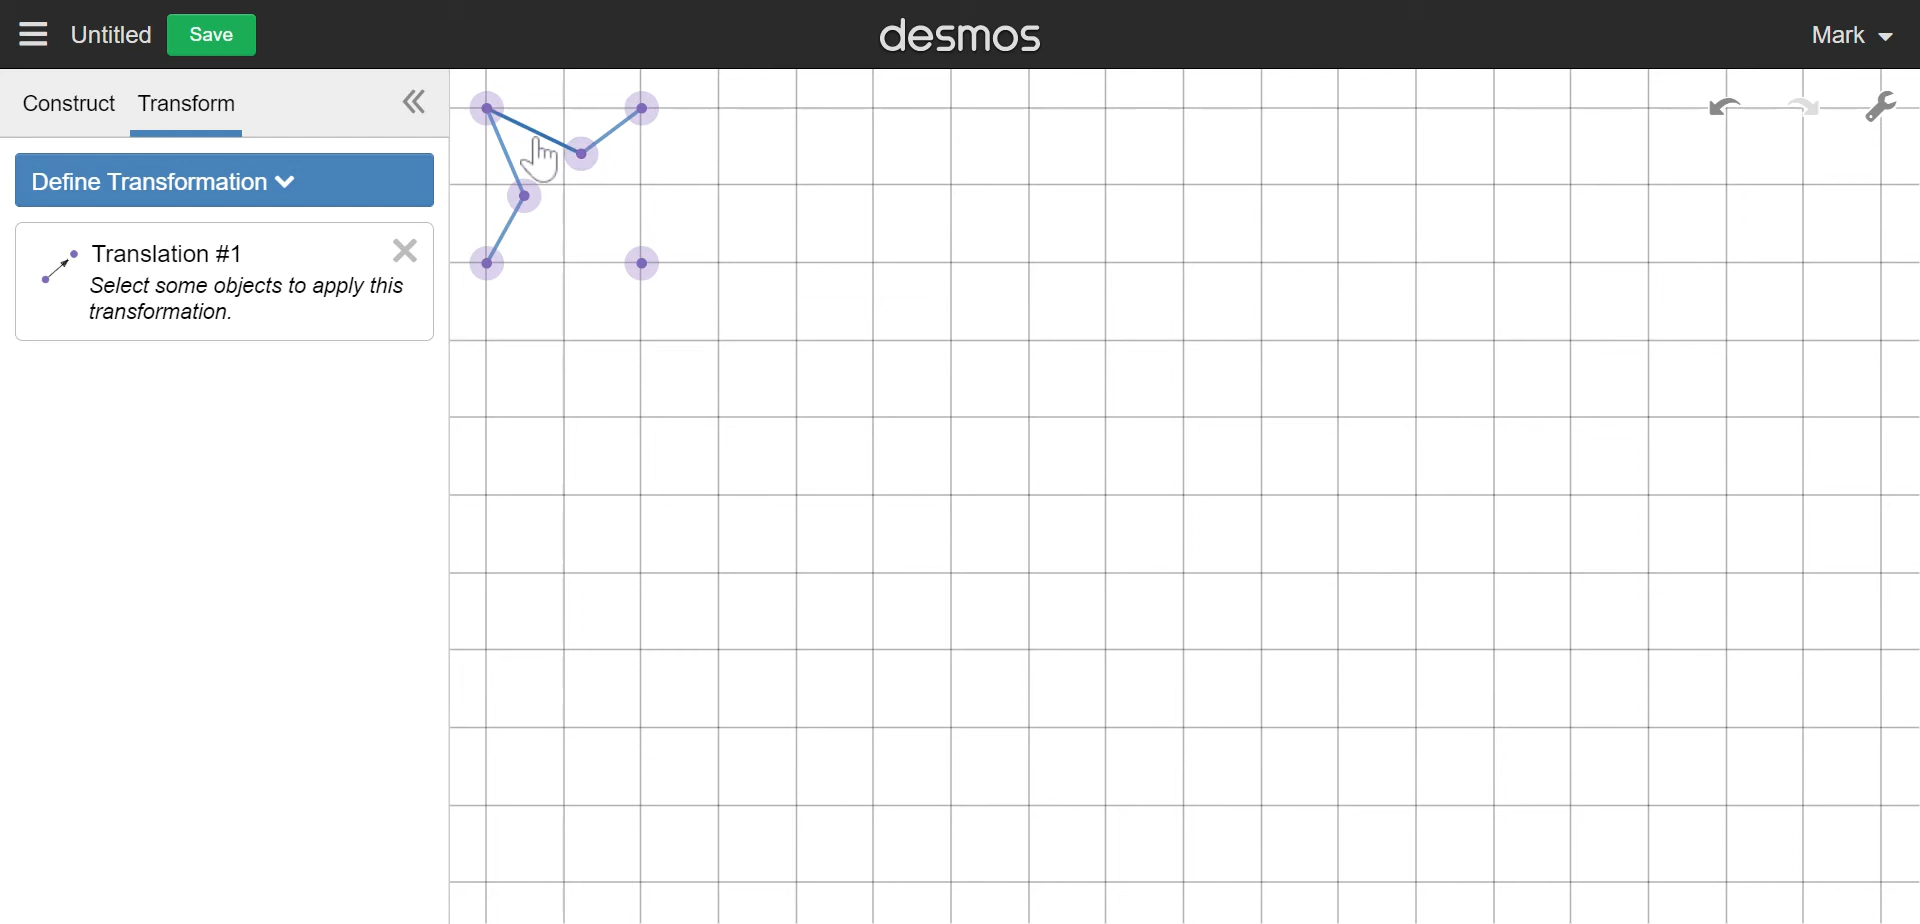 Untitled
Save
desmos
Mark
Construct
Transform
Define Transformation
Translation #1
Select some objects to apply this
transformation.